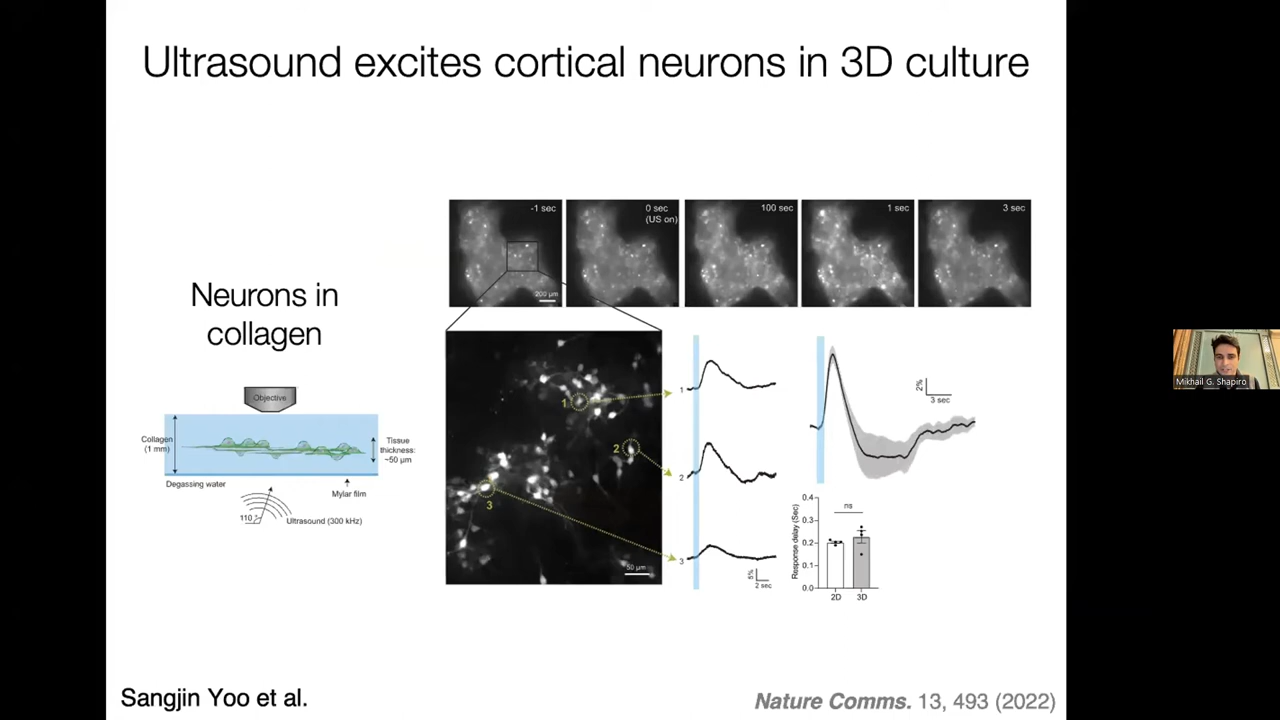 Ultrasound excites cortical neurons in 3D culture
-1 sec
0 sec
(US on)
100 sec
1 sec
3 sec
200 µm
Neurons in
collagen
Objective
Collagen
(1 mm)
Tissue
thickness:
~50 µm
Degassing water
Mylar film
110 °
Ultrasound (300 kHz)
1
2
3
50 µm
1
2
3
5%
2 sec
2%
3 sec
Response delay (Sec)
0.4
0.3
0.2
0.1
0.0
ns
2D
3D
Mikhail G. Shapiro
Sangjin Yoo et al.
Nature Comms. 13, 493 (2022)